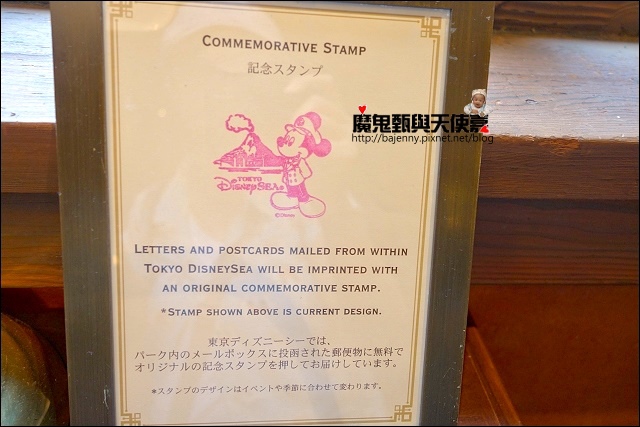 COMMEMORATIVE STAMP
記念スタンプ
魔鬼甄與天使嘉
http://bajenny.pixnet.net/blog
TOKYO
DISNEYSEA
©Disney
LETTERS AND POSTCARDS MAILED FROM WITHIN
TOKYO DISNEYSEA WILL BE IMPRINTED WITH
AN ORIGINAL COMMEMORATIVE STAMP.
*STAMP SHOWN ABOVE IS CURRENT DESIGN.
東京ディズニーシーでは、
パーク内のメールボックスに投函された郵便物に無料で
オリジナルの記念スタンプを押してお届けしています。
*スタンプのデザインはイベントや季節に合わせて変わります。